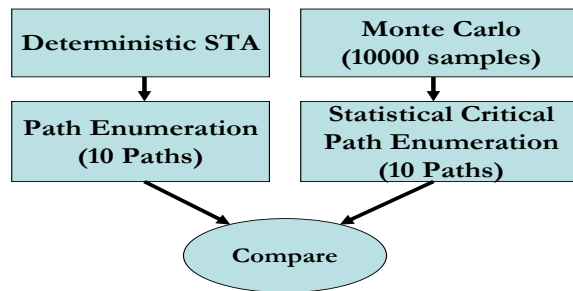 Deterministic STA
Monte Carlo
(10000 samples)
Path Enumeration
(10 Paths)
Statistical Critical
Path Enumeration
(10 Paths)
Compare